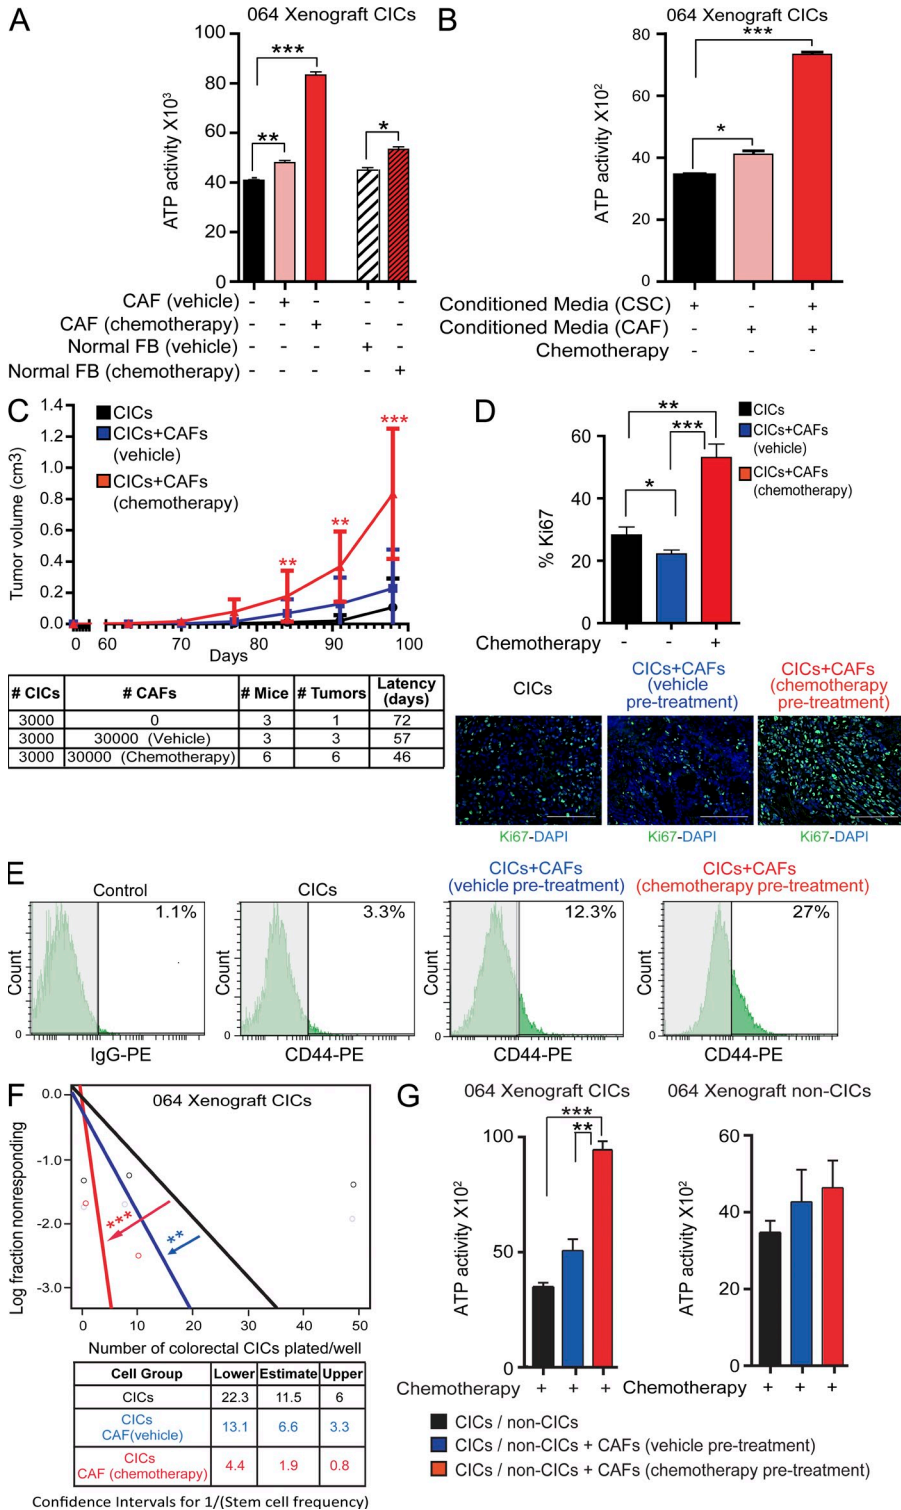 A
064 Xenograft CICs
ATP activity X10³
100
80
60
40
20
0
***
**
*
CAF (vehicle) - + - - -
CAF (chemotherapy) - - + - -
Normal FB (vehicle) - - - + -
Normal FB (chemotherapy) - - - - +
B
064 Xenograft CICs
ATP activity X10²
80
60
40
20
0
***
*
Conditioned Media (CSC) + - +
Conditioned Media (CAF) - + +
Chemotherapy - - -
C
Tumor volume (cm3)
1.4
1.2
1.0
0.8
0.6
0.4
0.2
0.0
CICs
CICs+CAFs
(vehicle)
CICs+CAFs
(chemotherapy)
**
**
***
0 60 70 80 90 100
Days
# CICs # CAFs # Mice # Tumors Latency (days)
3000 0 3 1 72
3000 30000 (Vehicle) 3 3 57
3000 30000 (Chemotherapy) 6 6 46
D
% Ki67
60
40
20
0
**
***
*
CICs
CICs+CAFs
(vehicle)
CICs+CAFs
(chemotherapy)
Chemotherapy - - +
CICs
CICs+CAFs
(vehicle
pre-treatment)
CICs+CAFs
(chemotherapy
pre-treatment)
Ki67-DAPI
Ki67-DAPI
Ki67-DAPI
E
Control
1.1%
Count
0
IgG-PE
CICs
3.3%
Count
0
CD44-PE
CICs+CAFs
(vehicle pre-treatment)
12.3%
Count
0
CD44-PE
CICs+CAFs
(chemotherapy pre-treatment)
27%
Count
0
CD44-PE
F
064 Xenograft CICs
Log fraction nonresponding
0.0
-1.0
-2.0
-3.0
***
**
0 10 20 30 40 50
Number of colorectal CICs plated/well
Cell Group Lower Estimate Upper
CICs 22.3 11.5 6
CICs
CAF(vehicle) 13.1 6.6 3.3
CICs
CAF (chemotherapy) 4.4 1.9 0.8
Confidence Intervals for 1/(Stem cell frequency)
G
064 Xenograft CICs
ATP activity X10²
100
50
0
***
**
Chemotherapy + + +
064 Xenograft non-CICs
ATP activity X10²
60
40
20
0
Chemotherapy + + +
CICs / non-CICs
CICs / non-CICs + CAFs (vehicle pre-treatment)
CICs / non-CICs + CAFs (chemotherapy pre-treatment)